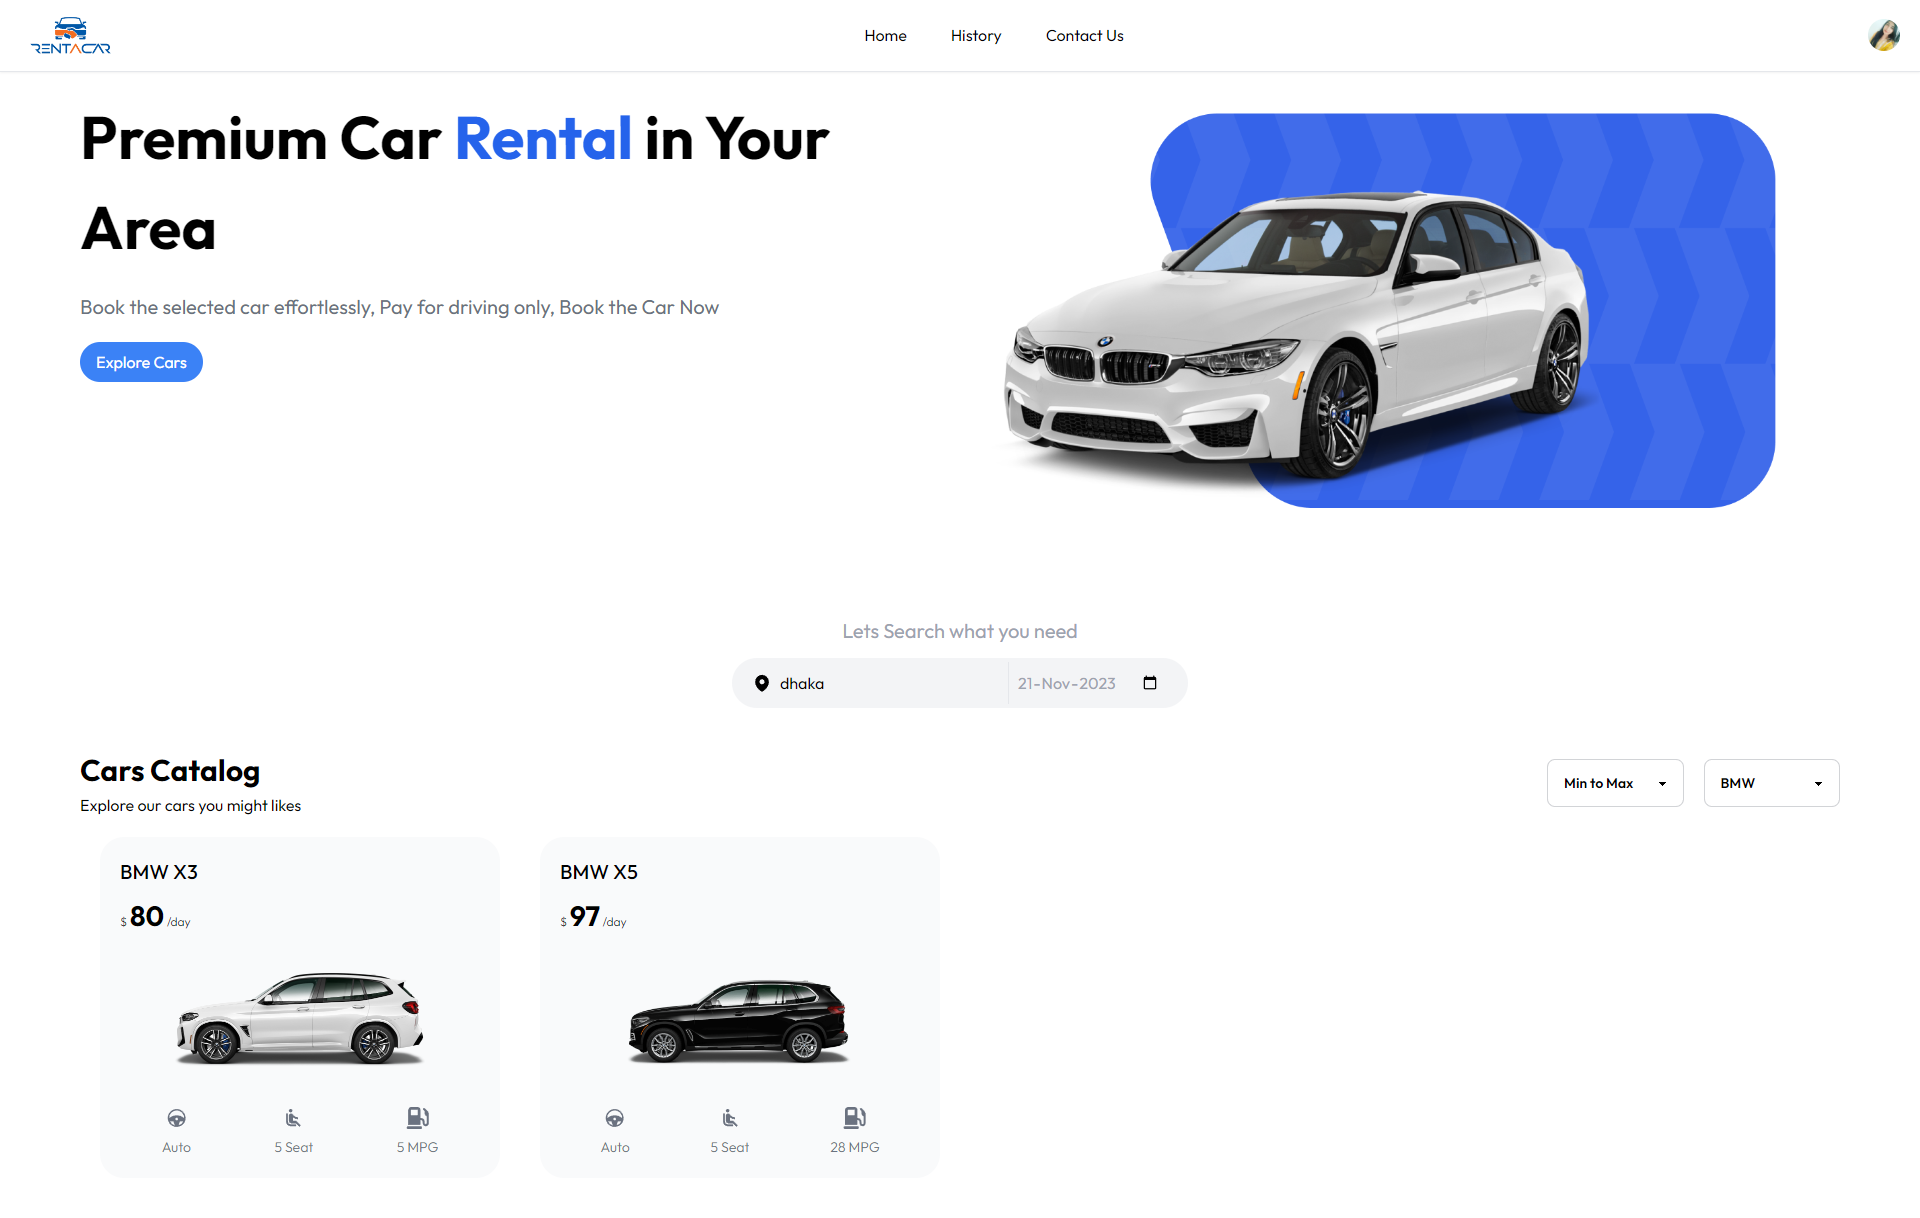 RENTACAR
Home History Contact Us
Premium Car Rental in Your
Area
Book the selected car effortlessly, Pay for driving only, Book the Car Now
Explore Cars
Lets Search what you need
dhaka 21-Nov-2023
Cars Catalog
Explore our cars you might likes
Min to Max BMW
BMW X3
$ 80 /day
Auto 5 Seat 5 MPG
BMW X5
$ 97 /day
Auto 5 Seat 28 MPG